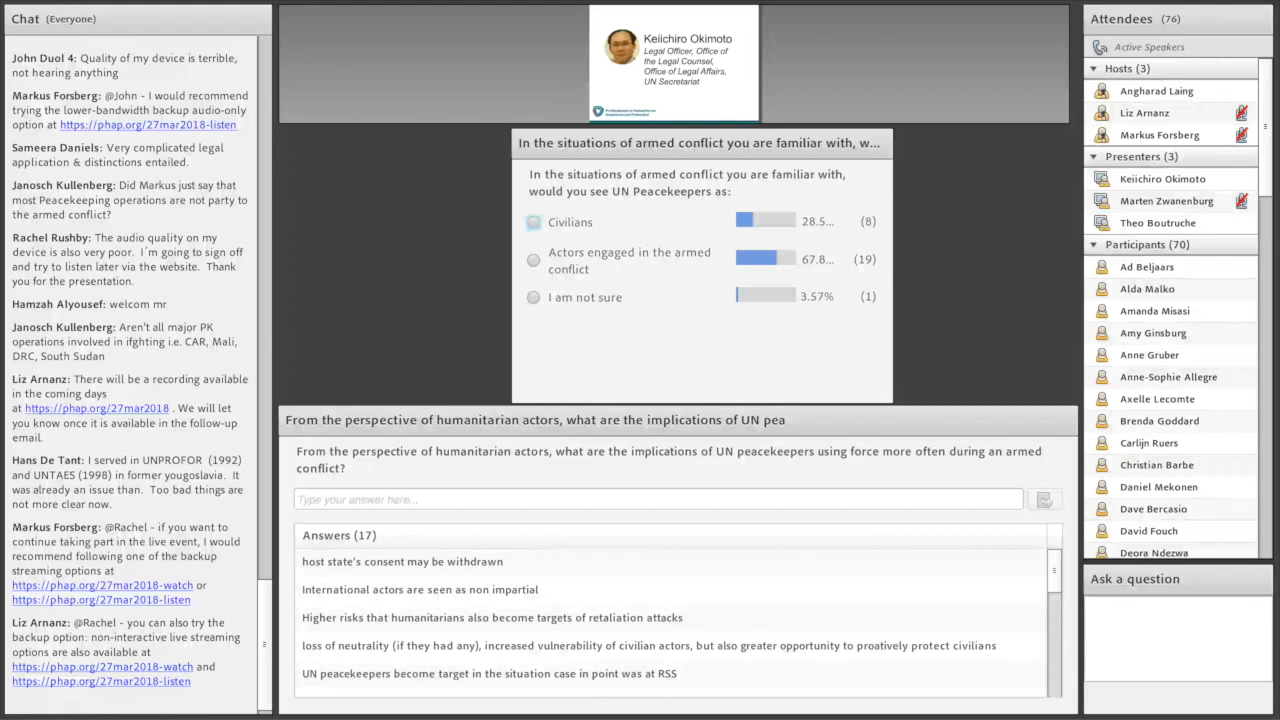 Chat (Everyone)
John Duol 4: Quality of my device is terrible,
not hearing anything
Markus Forsberg: @John - I would recommend
trying the lower-bandwidth backup audio-only
option at https://phap.org/27mar2018-listen
Sameera Daniels: Very complicated legal
application & distinctions entailed.
Janosch Kullenberg: Did Markus just say that
most Peacekeeping operations are not party to
the armed conflict?
Rachel Rushby: The audio quality on my
device is also very poor. I´m going to sign off
and try to listen later via the website. Thank
you for the presentation.
Hamzah Alyousef: welcom mr
Janosch Kullenberg: Aren't all major PK
operations involved in ifghting i.e. CAR, Mali,
DRC, South Sudan
Liz Arnanz: There will be a recording available
in the coming days
at https://phap.org/27mar2018 . We will let
you know once it is available in the follow-up
email.
Hans De Tant: I served in UNPROFOR (1992)
and UNTAES (1998) in former yougoslavia. It
was already an issue than. Too bad things are
not more clear now.
Markus Forsberg: @Rachel - if you want to
continue taking part in the live event, I would
recommend following one of the backup
streaming options at
https://phap.org/27mar2018-watch or
https://phap.org/27mar2018-listen
Liz Arnanz: @Rachel - you can also try the
backup option: non-interactive live streaming
options are also available at
https://phap.org/27mar2018-watch and
https://phap.org/27mar2018-listen
Keiichiro Okimoto
Legal Officer, Office of
the Legal Counsel,
Office of Legal Affairs,
UN Secretariat
Professionals in Humanitarian
Assistance and Protection
In the situations of armed conflict you are familiar with, w...
In the situations of armed conflict you are familiar with,
would you see UN Peacekeepers as:
Civilians 28.5... (8)
Actors engaged in the armed
conflict 67.8... (19)
I am not sure 3.57% (1)
From the perspective of humanitarian actors, what are the implications of UN pea
From the perspective of humanitarian actors, what are the implications of UN peacekeepers using force more often during an armed
conflict?
Type your answer here...
Answers (17)
host state's consent may be withdrawn
International actors are seen as non impartial
Higher risks that humanitarians also become targets of retaliation attacks
loss of neutrality (if they had any), increased vulnerability of civilian actors, but also greater opportunity to proatively protect civilians
UN peacekeepers become target in the situation case in point was at RSS
Attendees (76)
Active Speakers
Hosts (3)
Angharad Laing
Liz Arnanz
Markus Forsberg
Presenters (3)
Keiichiro Okimoto
Marten Zwanenburg
Theo Boutruche
Participants (70)
Ad Beljaars
Alda Malko
Amanda Misasi
Amy Ginsburg
Anne Gruber
Anne-Sophie Allegre
Axelle Lecomte
Brenda Goddard
Carlijn Ruers
Christian Barbe
Daniel Mekonen
Dave Bercasio
David Fouch
Deora Ndezwa
Ask a question